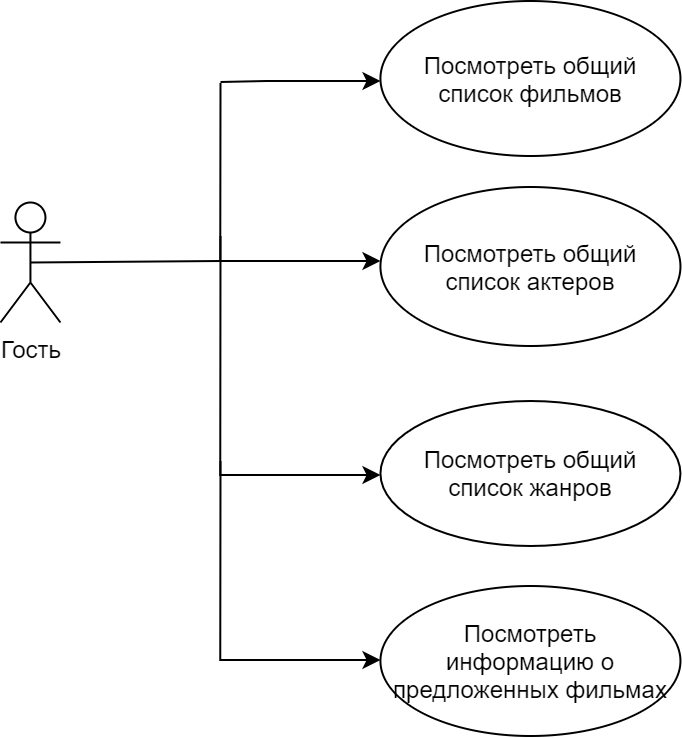 Посмотреть общий
список фильмов
Посмотреть общий
список актеров
Гость
Посмотреть общий
список жанров
Посмотреть
информацию о
предложенных фильмах